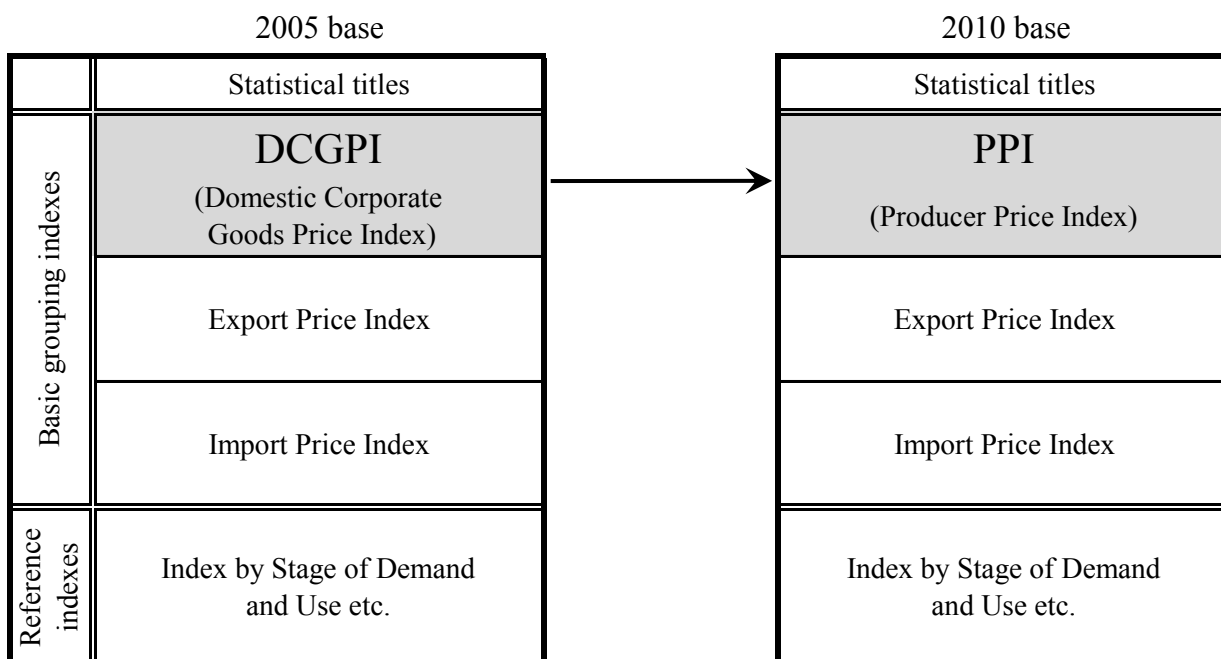 2005 base
Statistical titles
Basic grouping indexes
DCGPI
(Domestic Corporate
Goods Price Index)
Export Price Index
Import Price Index
Reference
indexes
Index by Stage of Demand
and Use etc.
2010 base
Statistical titles
PPI
(Producer Price Index)
Export Price Index
Import Price Index
Index by Stage of Demand
and Use etc.